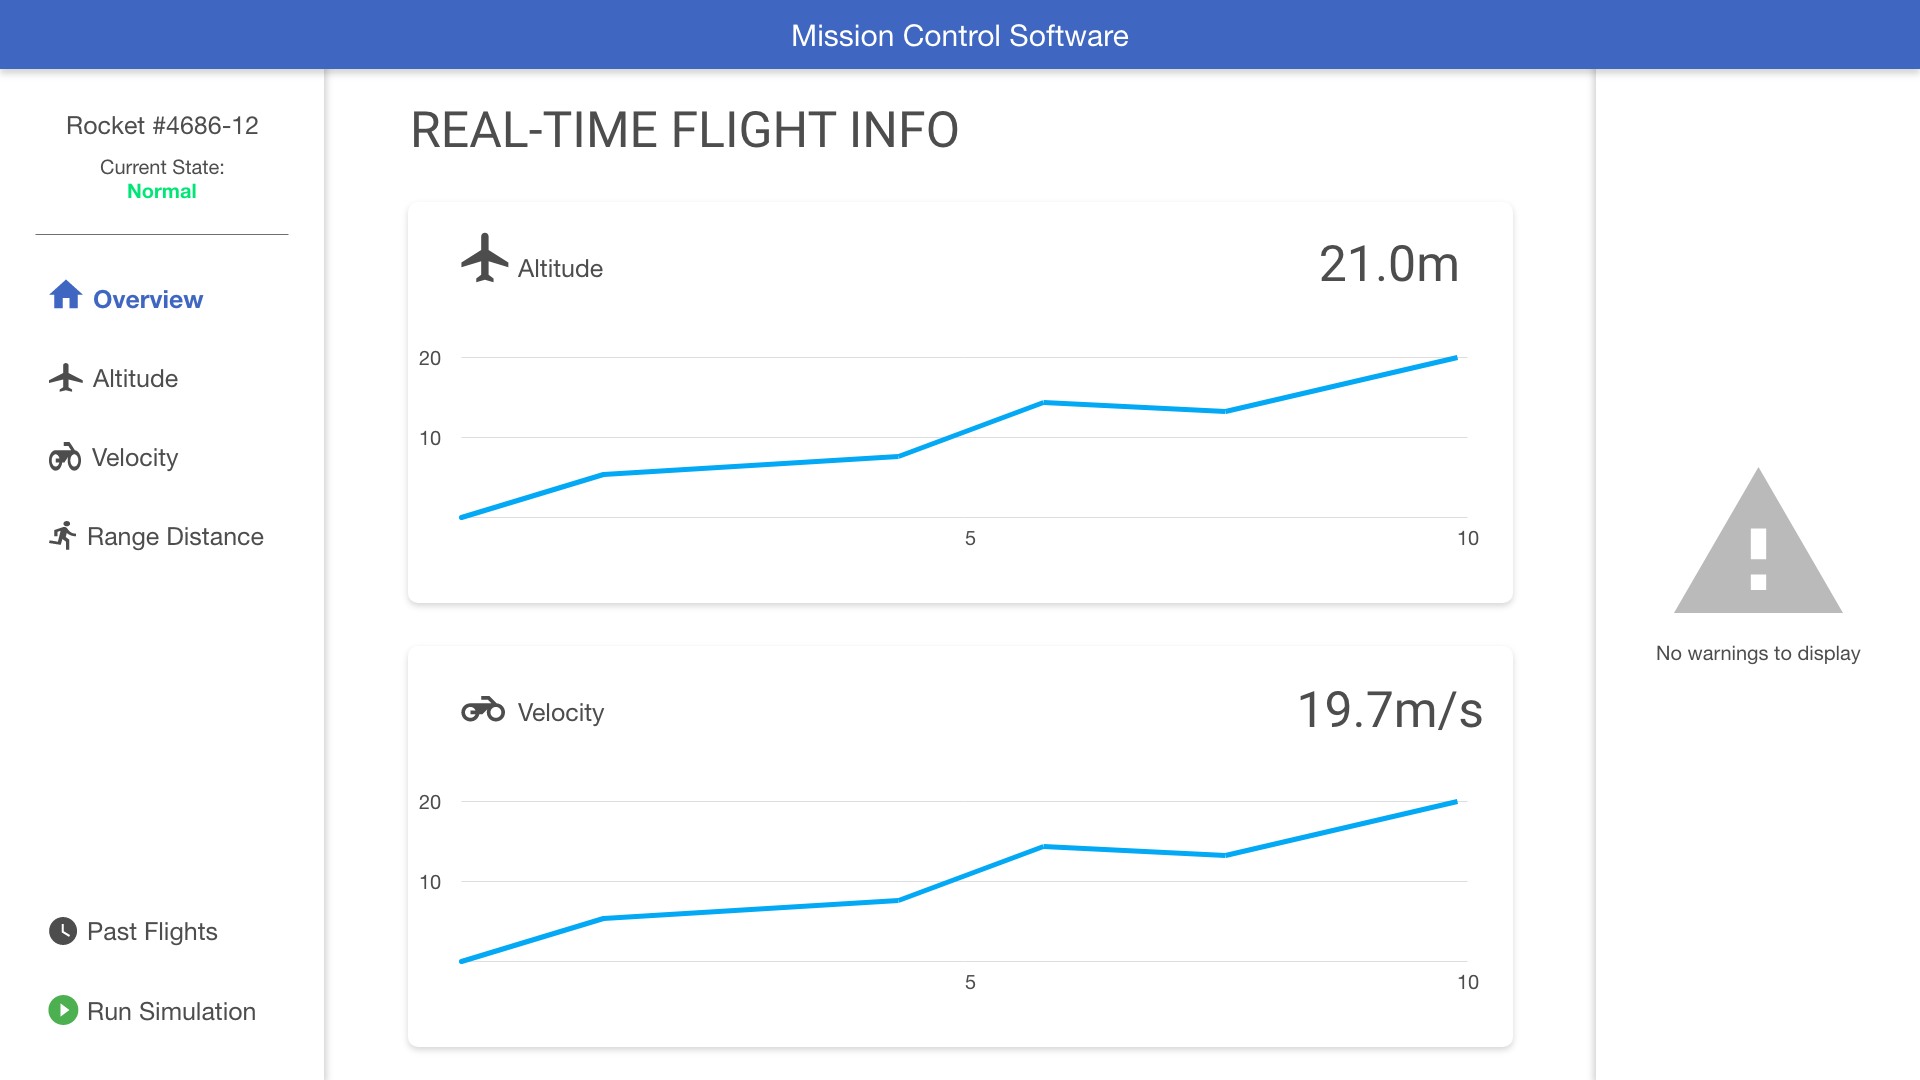 Mission Control Software
Rocket #4686-12
Current State:
Normal
Overview
Altitude
Velocity
Range Distance
Past Flights
Run Simulation
REAL-TIME FLIGHT INFO
Altitude
21.0m
20
10
5
10
Velocity
19.7m/s
20
10
5
10
No warnings to display